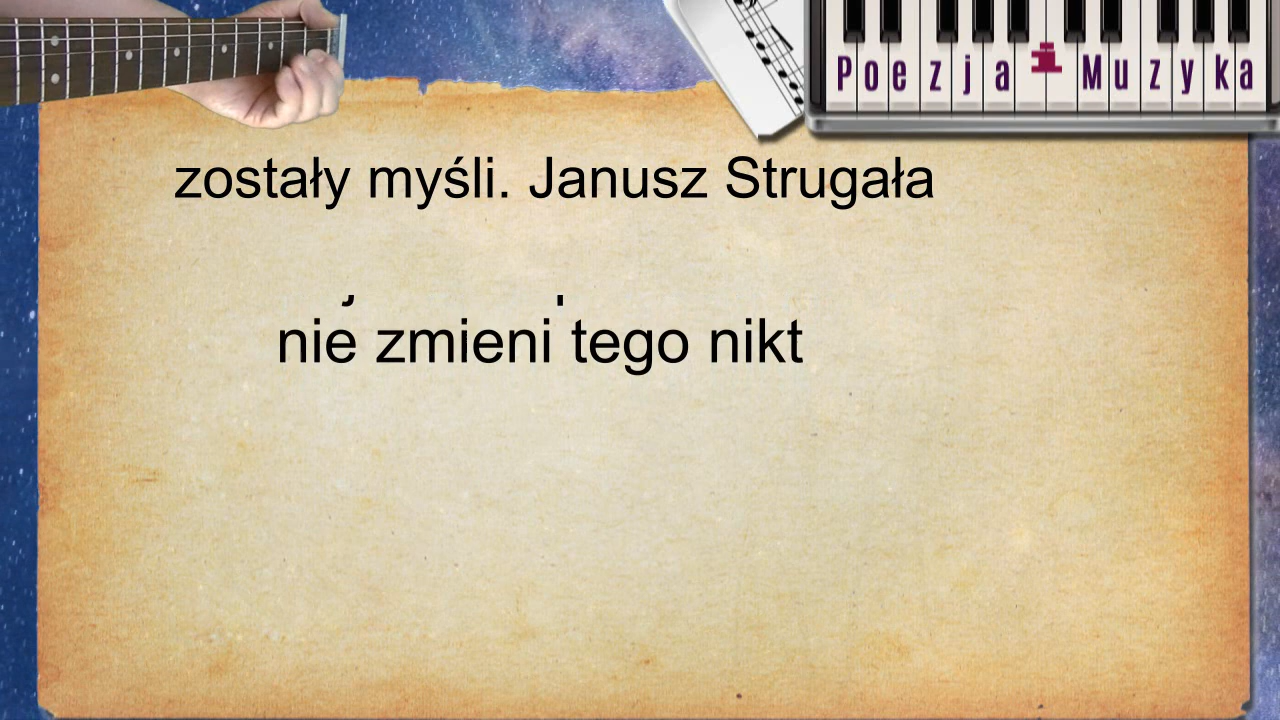 Poezja i Muzyka
zostały myśli. Janusz Strugała
nie zmieni tego nikt